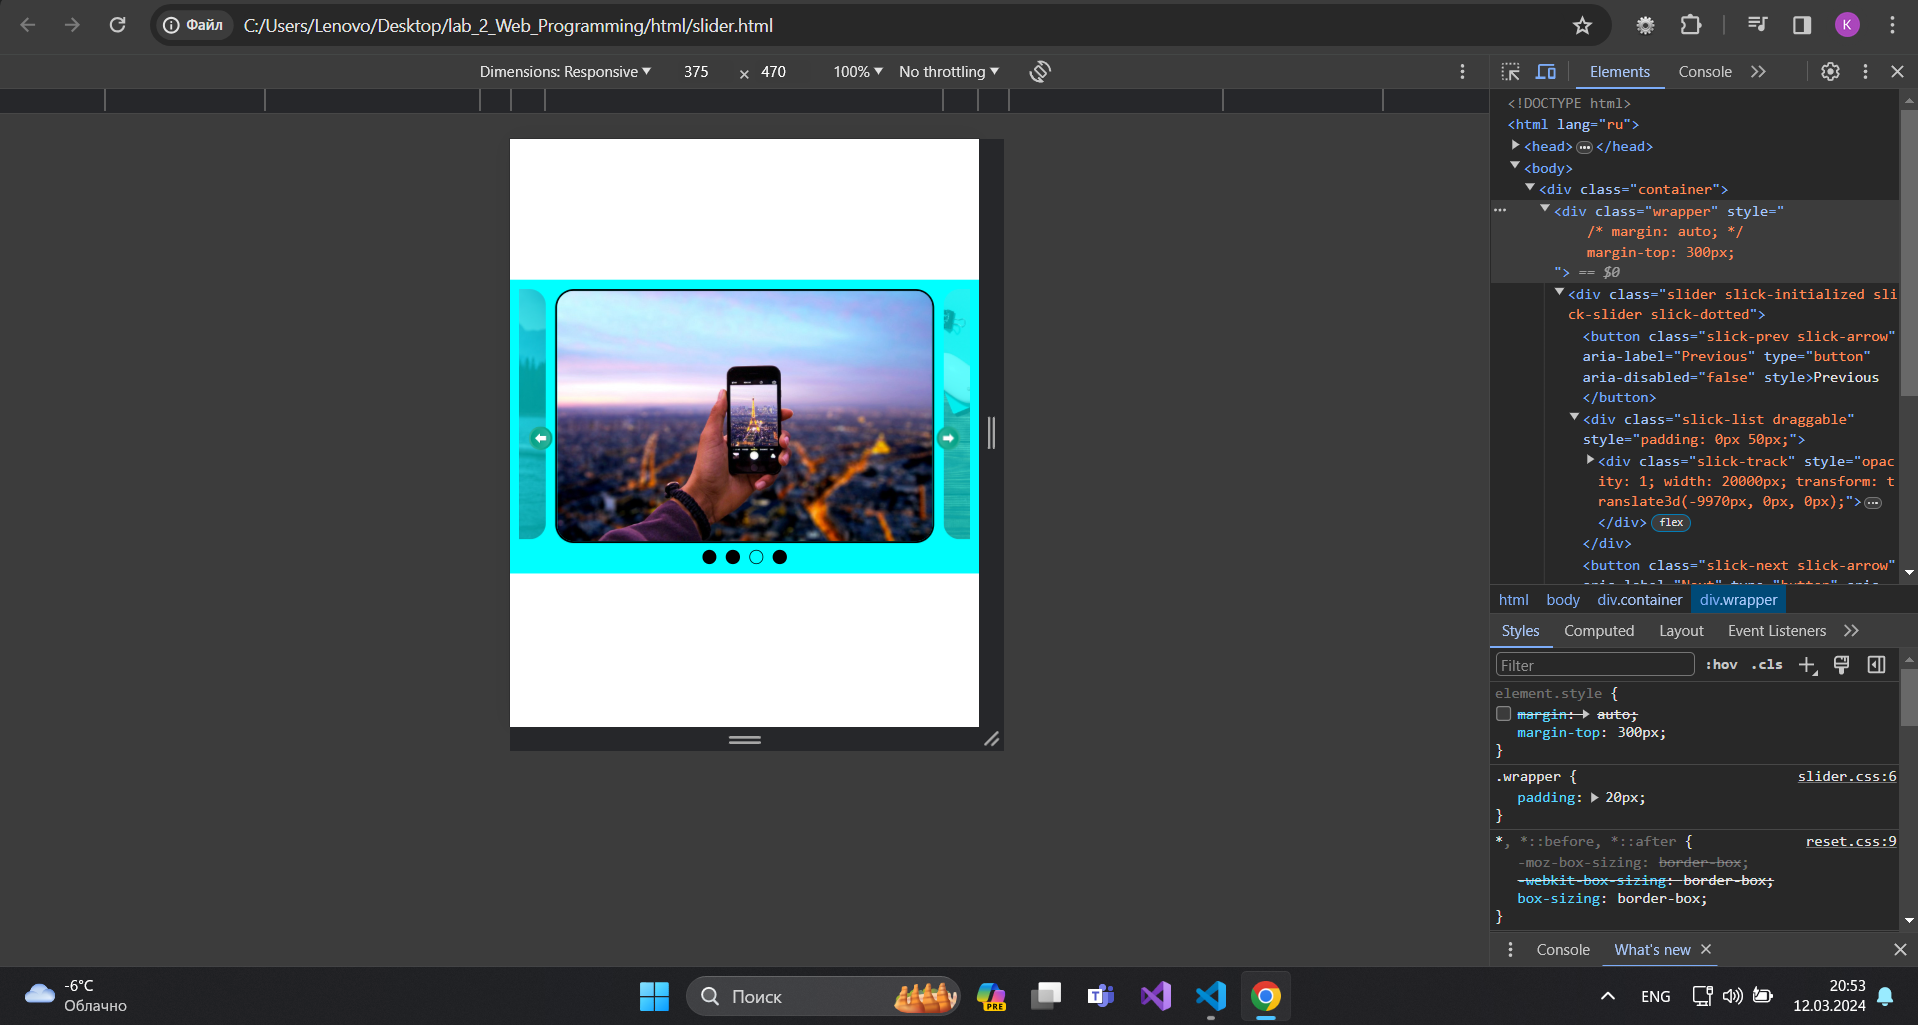 Файл
C:/Users/Lenovo/Desktop/lab_2_Web_Programming/html/slider.html
K
Dimensions: Responsive
375
×
470
100%
No throttling
Elements
Console
<!DOCTYPE html>
<html lang="ru">
<head>
</head>
<body>
<div class="container">
<div class="wrapper" style="
/* margin: auto; */
margin-top: 300px;
"> == $0
<div class="slider slick-initialized sli
ck-slider slick-dotted">
<button class="slick-prev slick-arrow"
aria-label="Previous" type="button"
aria-disabled="false" style>Previous
</button>
<div class="slick-list draggable"
style="padding: 0px 50px;">
<div class="slick-track" style="opac
ity: 1; width: 20000px; transform: t
ranslate3d(-9970px, 0px, 0px);">
</div>
flex
</div>
<button class="slick-next slick-arrow"
html
body
div.container
div.wrapper
Styles
Computed
Layout
Event Listeners
Filter
:hov
.cls
element.style {
margin: auto;
margin-top: 300px;
}
.wrapper {
slider.css:6
padding: 20px;
}
*, *::before, *::after {
reset.css:9
-moz-box-sizing: border-box;
-webkit-box-sizing: border-box;
box-sizing: border-box;
}
Console
What's new
-6°C
Облачно
Поиск
PRE
ENG
20:53
12.03.2024